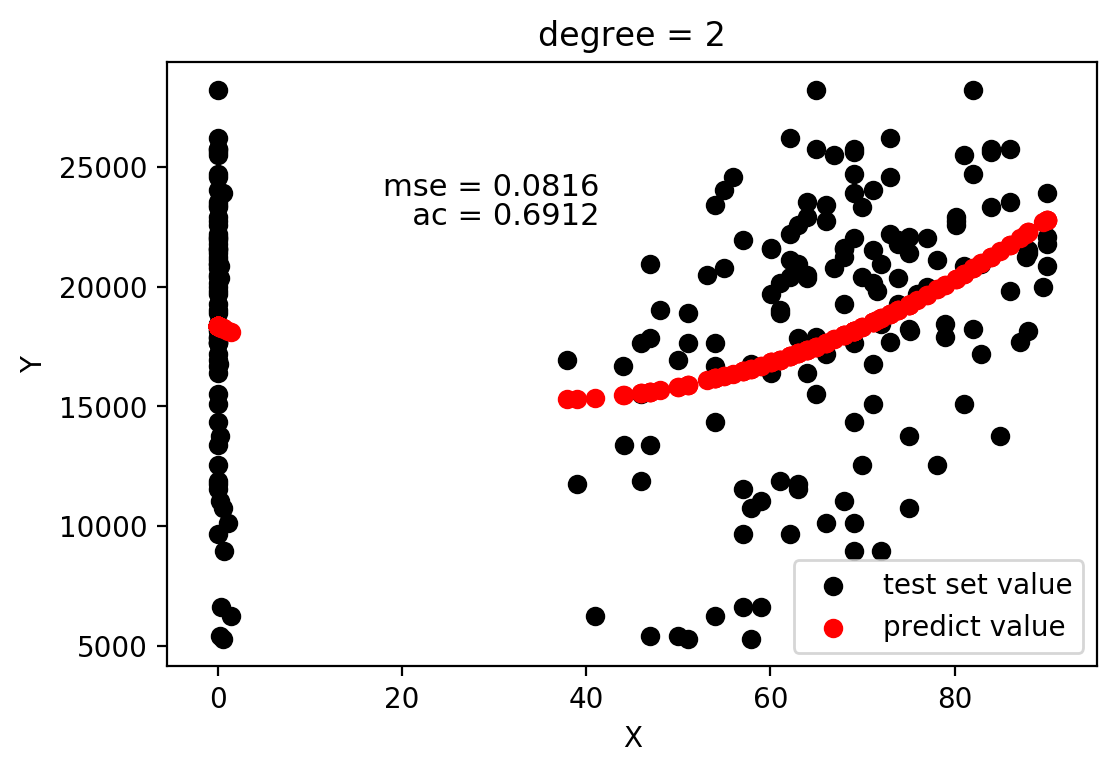 degree = 2
mse = 0.0816
ac = 0.6912
Y
25000
20000
15000
10000
5000
0
20
40
60
80
X
test set value
predict value